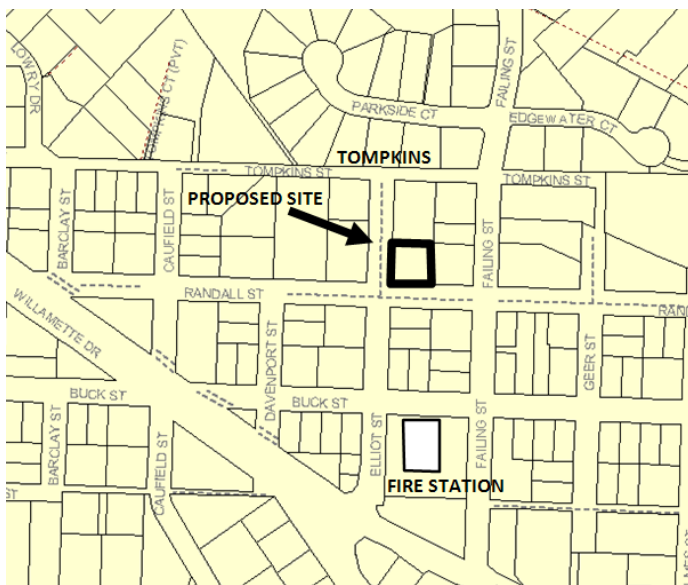 LOWRY DR
TOMPKINS CT (PVT)
FAILING ST
PARKSIDE CT
EDGEWATER CT
TOMPKINS
TOMPKINS ST
TOMPKINS ST
PROPOSED SITE
BARCLAY ST
CAUFIELD ST
FAILING ST
RANDALL ST
WILLAMETTE DR
DAVENPORT ST
GEER ST
BUCK ST
BUCK ST
BARCLAY ST
CAUFIELD ST
ELLIOT ST
FAILING ST
FIRE STATION
ST